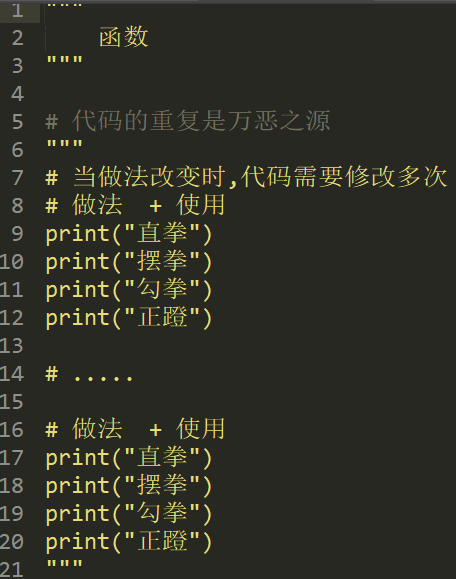 1 """
2     函数
3 """
4
5 # 代码的重复是万恶之源
6 """
7 # 当做法改变时,代码需要修改多次
8 # 做法  + 使用
9 print("直拳")
10 print("摆拳")
11 print("勾拳")
12 print("正蹬")
13
14 # .....
15
16 # 做法  + 使用
17 print("直拳")
18 print("摆拳")
19 print("勾拳")
20 print("正蹬")
21 """